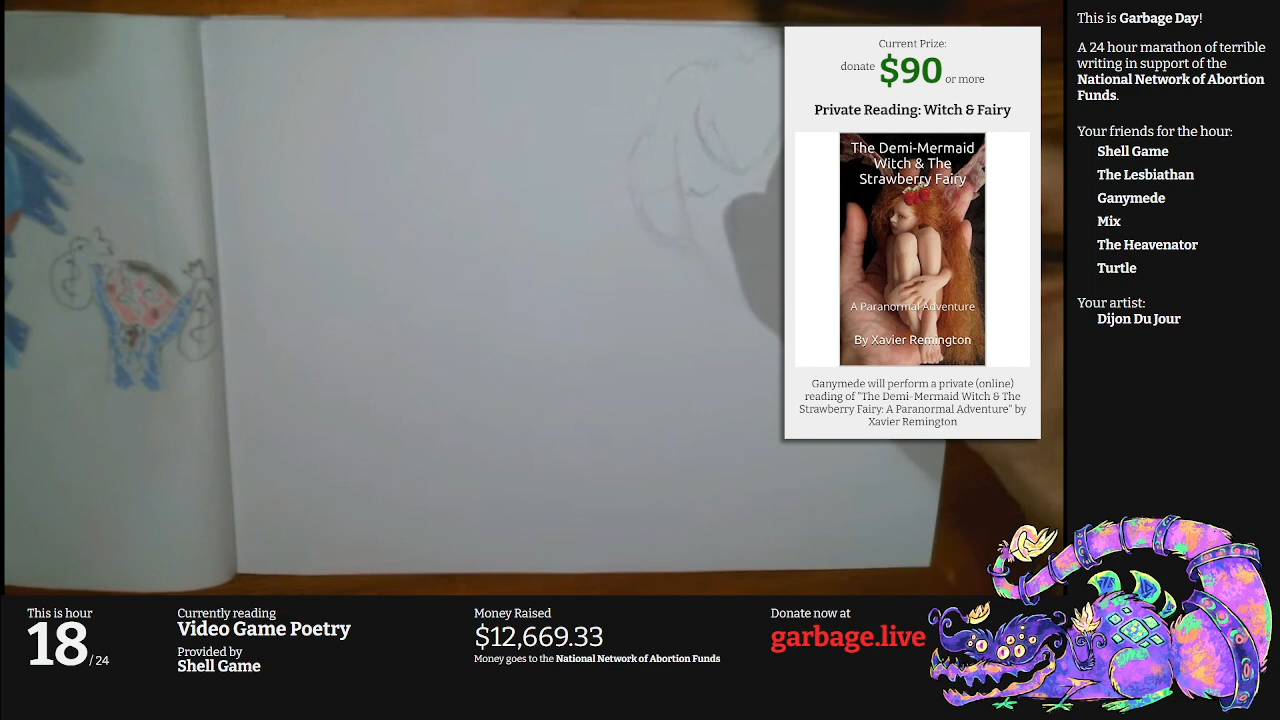 Current Prize:
donate $90 or more
Private Reading: Witch & Fairy
The Demi-Mermaid
Witch & The
Strawberry Fairy
A Paranormal Adventure
By Xavier Remington
Ganymede will perform a private (online)
reading of "The Demi-Mermaid Witch & The
Strawberry Fairy: A Paranormal Adventure" by
Xavier Remington
This is Garbage Day!
A 24 hour marathon of terrible
writing in support of the
National Network of Abortion
Funds.
Your friends for the hour:
Shell Game
The Lesbiathan
Ganymede
Mix
The Heavenator
Turtle
Your artist:
Dijon Du Jour
This is hour
18 / 24
Currently reading
Video Game Poetry
Provided by
Shell Game
Money Raised
$12,669.33
Money goes to the National Network of Abortion Funds
Donate now at
garbage.live